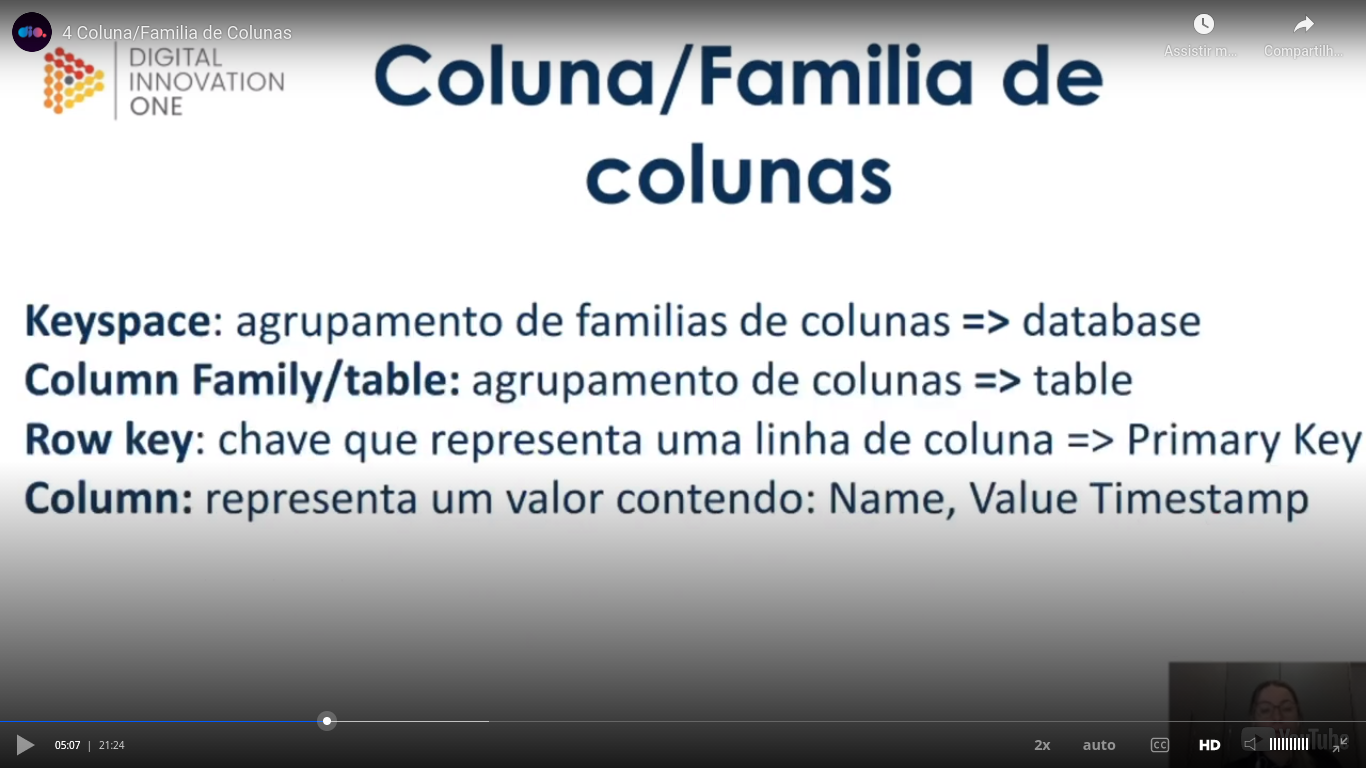 4 Coluna/Familia de Colunas
Assistir m...
Compartilh...
DIGITAL
INNOVATION
ONE
Coluna/Familia de
colunas
Keyspace: agrupamento de familias de colunas => database
Column Family/table: agrupamento de colunas => table
Row key: chave que representa uma linha de coluna => Primary Key
Column: representa um valor contendo: Name, Value Timestamp
05:07 | 21:24
2x
auto
CC
HD
YouTube